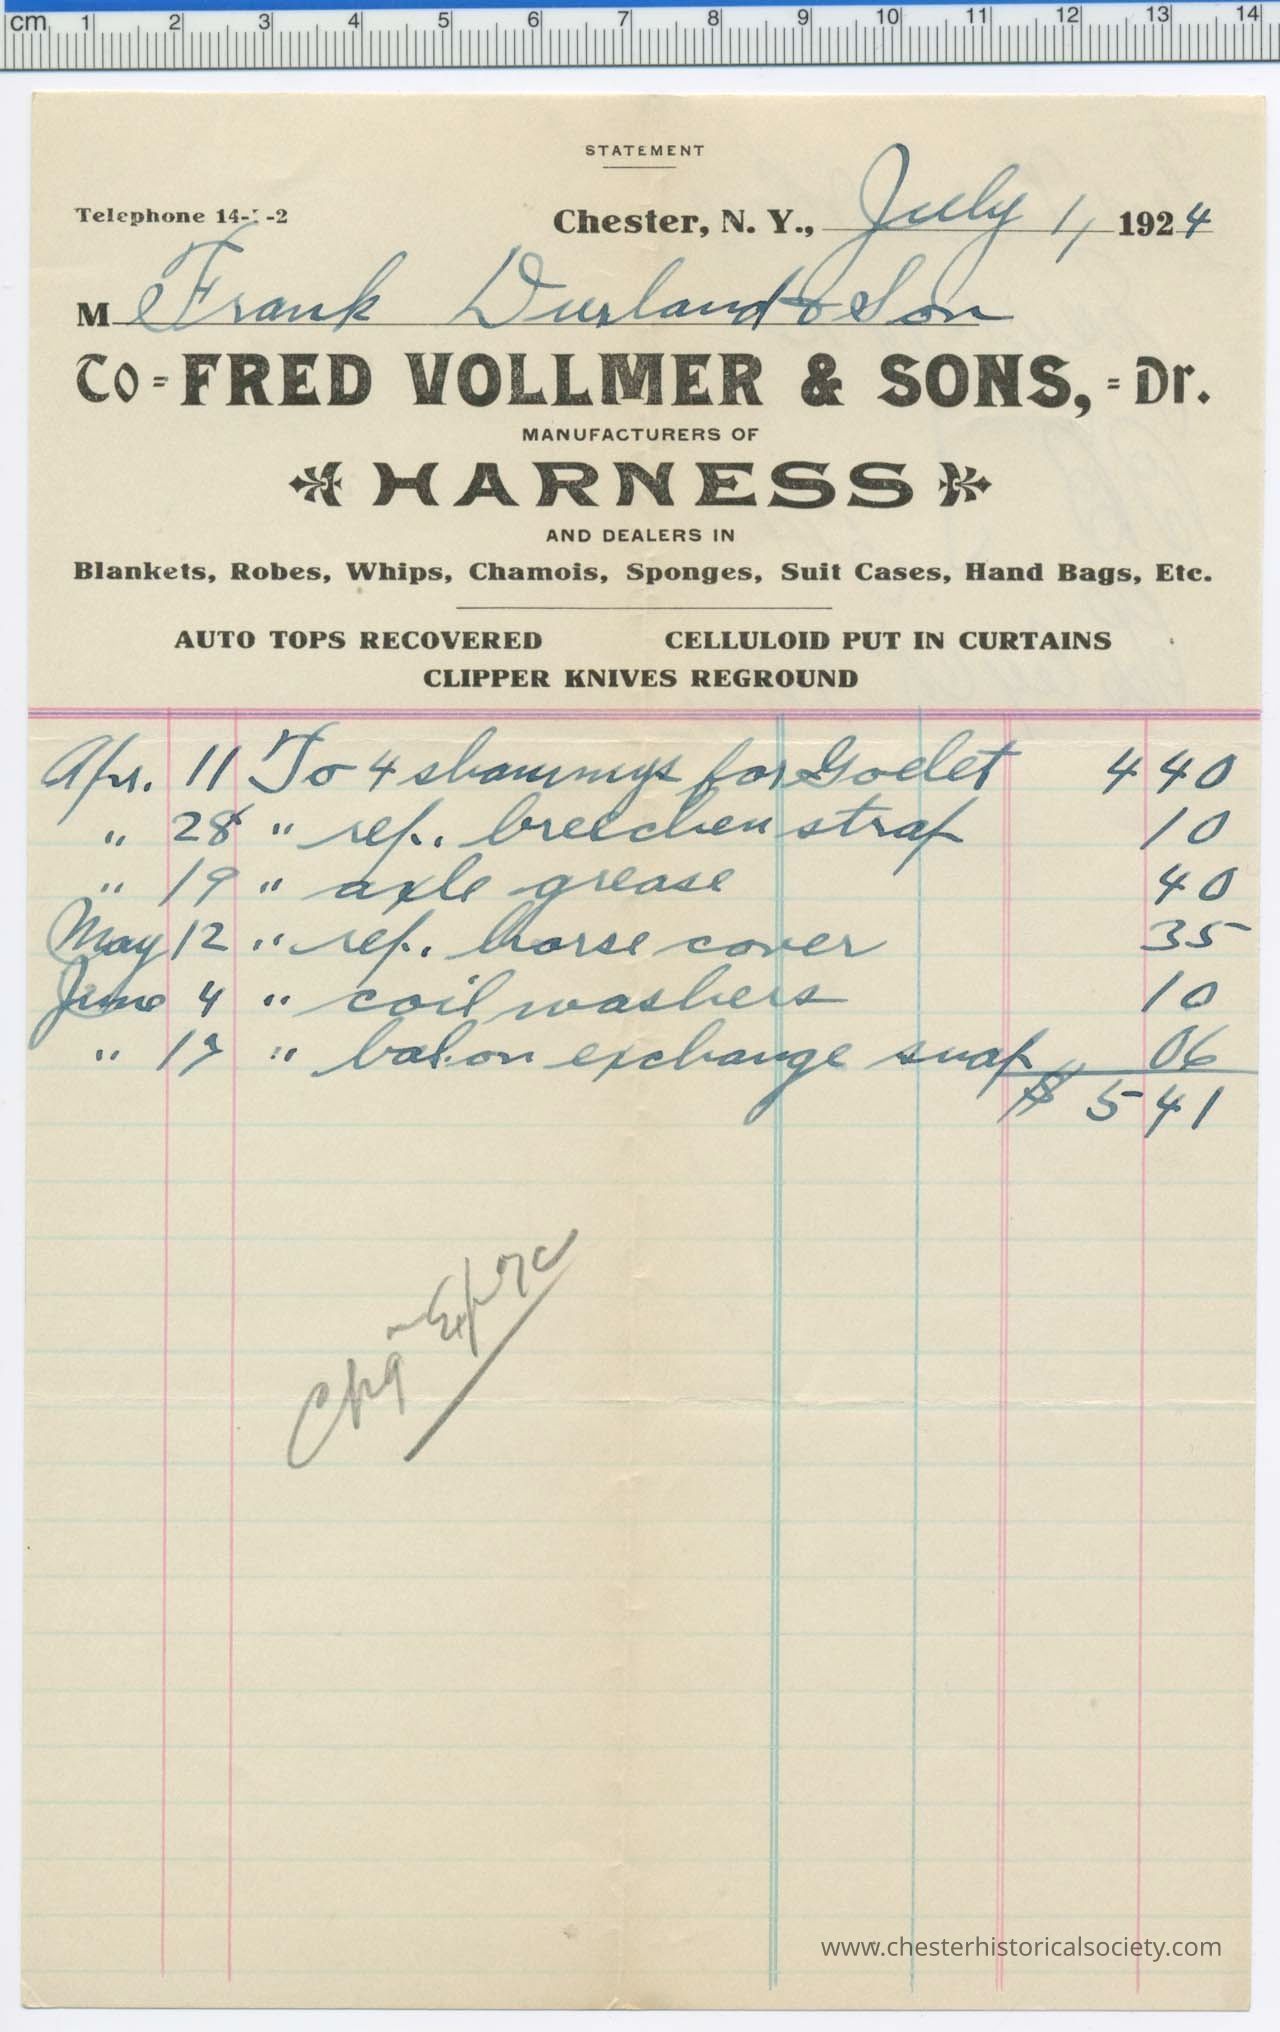 cm 1 2 3 4 5 6 7 8 9 10 11 12 13 14
STATEMENT
Telephone 14- -2
Chester, N. Y., July 1, 1924
M Frank Durland & Son
To = FRED VOLLMER & SONS, = Dr.
MANUFACTURERS OF
HARNESS
AND DEALERS IN
Blankets, Robes, Whips, Chamois, Sponges, Suit Cases, Hand Bags, Etc.
AUTO TOPS RECOVERED CELLULOID PUT IN CURTAINS
CLIPPER KNIVES REGROUND
Apr. 11 To 4 shammys for Goelet 4 40
" 28 " rep. breechen strap 10
" 19 " axle grease 40
May 12 " rep. horse cover 35
June 4 " coil washers 10
" 17 " bal. on exchange snap 06
$ 5 41
Chg
www.chesterhistoricalsociety.com